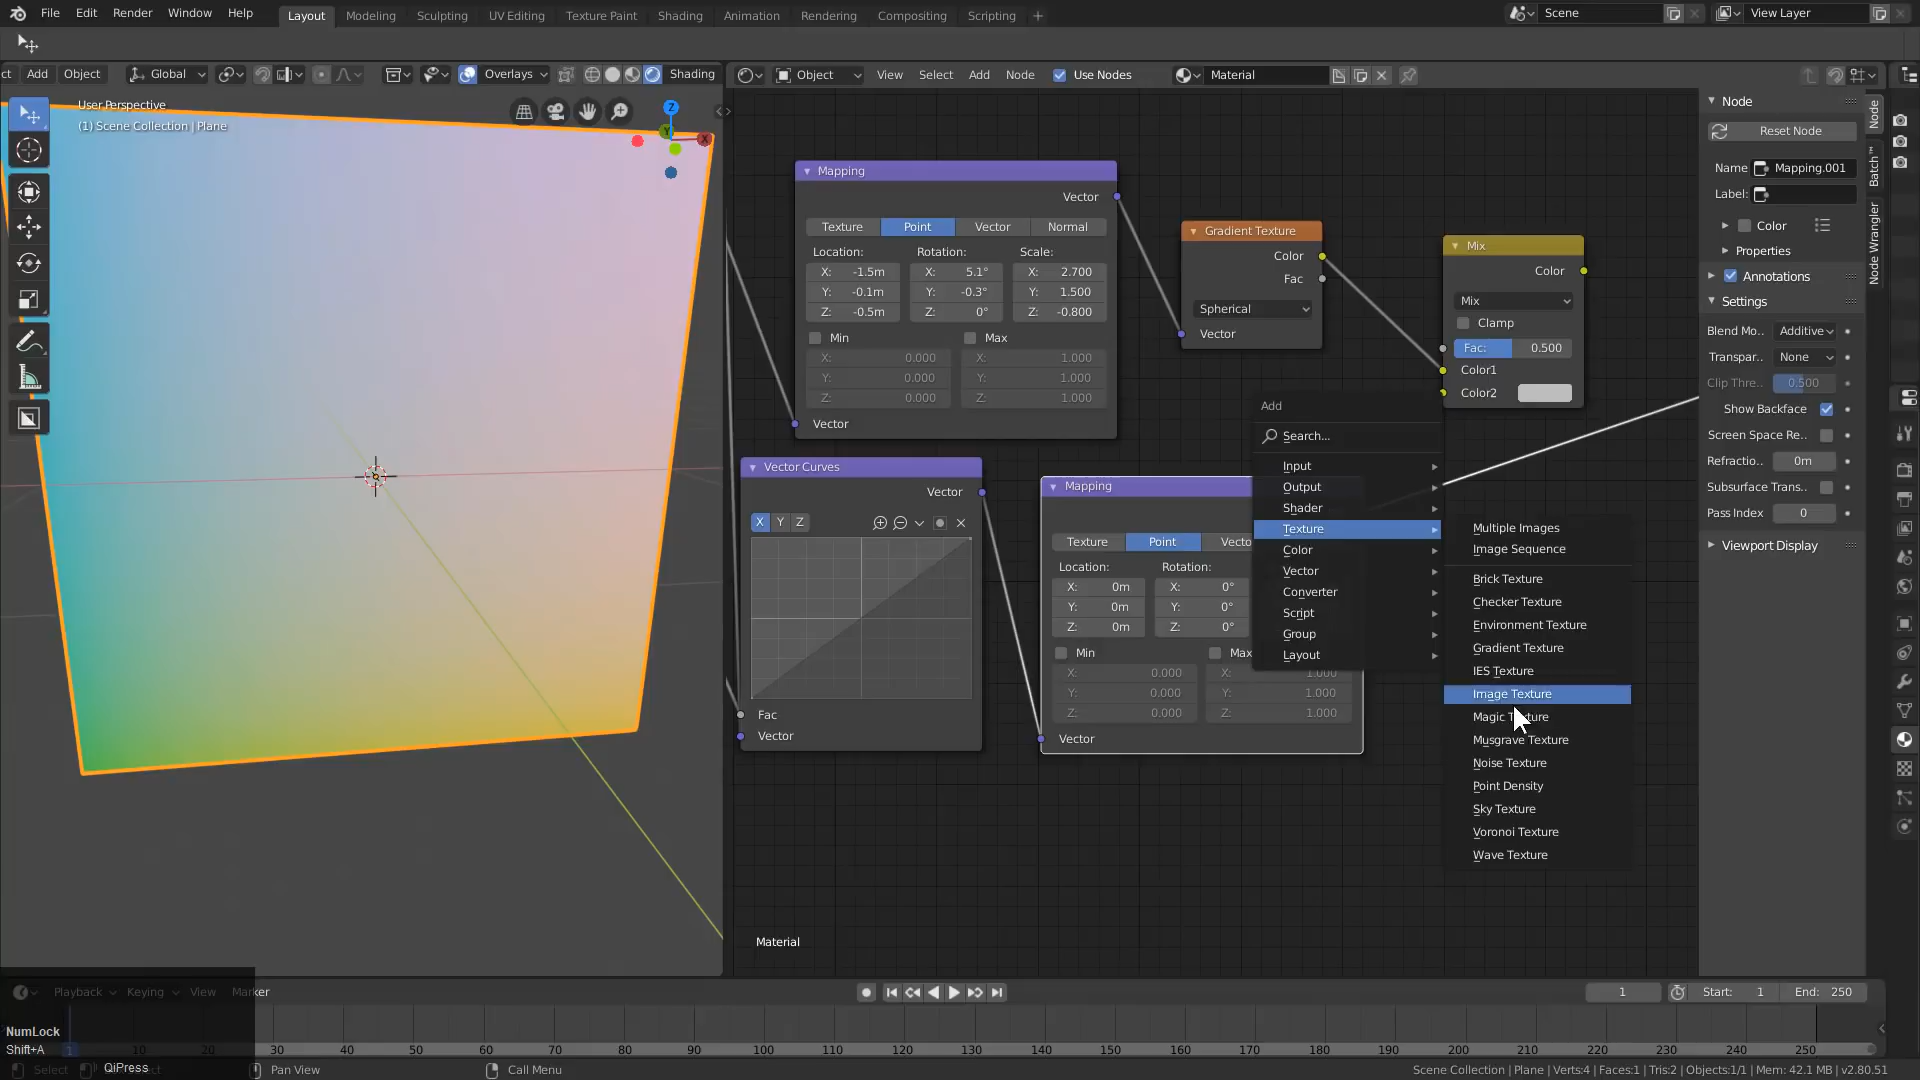 File Edit Render Window Help Layout Modeling Sculpting UV Editing Texture Paint Shading Animation Rendering Compositing Scripting + Scene View Layer
ct Add Object Global Overlays Shading Object View Select Add Node Use Nodes Material
User Perspective
(1) Scene Collection | Plane
Z
Y
X
Mapping
Vector
Texture Point Vector Normal
Location: Rotation: Scale:
X: -1.5m X: 5.1° X: 2.700
Y: -0.1m Y: -0.3° Y: 1.500
Z: -0.5m Z: 0° Z: -0.800
Min Max
X: 0.000 X: 1.000
Y: 0.000 Y: 1.000
Z: 0.000 Z: 1.000
Vector
Gradient Texture
Color
Fac
Spherical
Vector
Mix
Color
Mix
Clamp
Fac: 0.500
Color1
Color2
Vector Curves
Vector
X Y Z
Fac
Vector
Mapping
Texture Point Vecto
Location: Rotation:
X: 0m X: 0°
Y: 0m Y: 0°
Z: 0m Z: 0°
Min Max
X: 0.000 X: 1.000
Y: 0.000 Y: 1.000
Z: 0.000 Z: 1.000
Vector
Add
Search...
Input
Output
Shader
Texture
Color
Vector
Converter
Script
Group
Layout
Multiple Images
Image Sequence
Brick Texture
Checker Texture
Environment Texture
Gradient Texture
IES Texture
Image Texture
Magic Texture
Musgrave Texture
Noise Texture
Point Density
Sky Texture
Voronoi Texture
Wave Texture
Material
Node
Reset Node
Name Mapping.001
Label:
Color
Properties
Annotations
Settings
Blend Mo.. Additive
Transpar.. None
Clip Thre.. 0.500
Show Backface
Screen Space Re..
Refractio.. 0m
Subsurface Trans..
Pass Index 0
Viewport Display
Node
Batch
Node Wrangler
Playback Keying View Marker 1 Start: 1 End: 250
NumLock
Shift+A
QiPress
1 10 20 30 40 50 60 70 80 90 100 110 120 130 140 150 160 170 180 190 200 210 220 230 240 250
Select Pan View Call Menu Scene Collection | Plane | Verts:4 | Faces:1 | Tris:2 | Objects:1/1 | Mem: 42.1 MB | v2.80.51